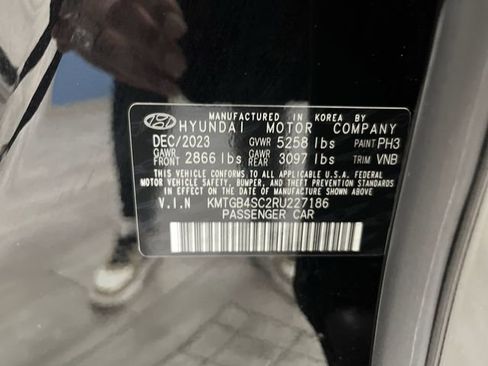 MANUFACTURED IN KOREA BY
HYUNDAI MOTOR COMPANY
DEC/2023 GVWR 5258 lbs PAINT PH3
GAWR FRONT 2866 lbs GAWR REAR 3097 lbs TRIM VNB
THIS VEHICLE CONFORMS TO ALL APPLICABLE U.S.A. FEDERAL
MOTOR VEHICLE SAFETY, BUMPER, AND THEFT PREVENTION
STANDARDS IN EFFECT ON THE DATE OF MANUFACTURE SHOWN ABOVE
V.I.N KMTGB4SC2RU227186
PASSENGER CAR